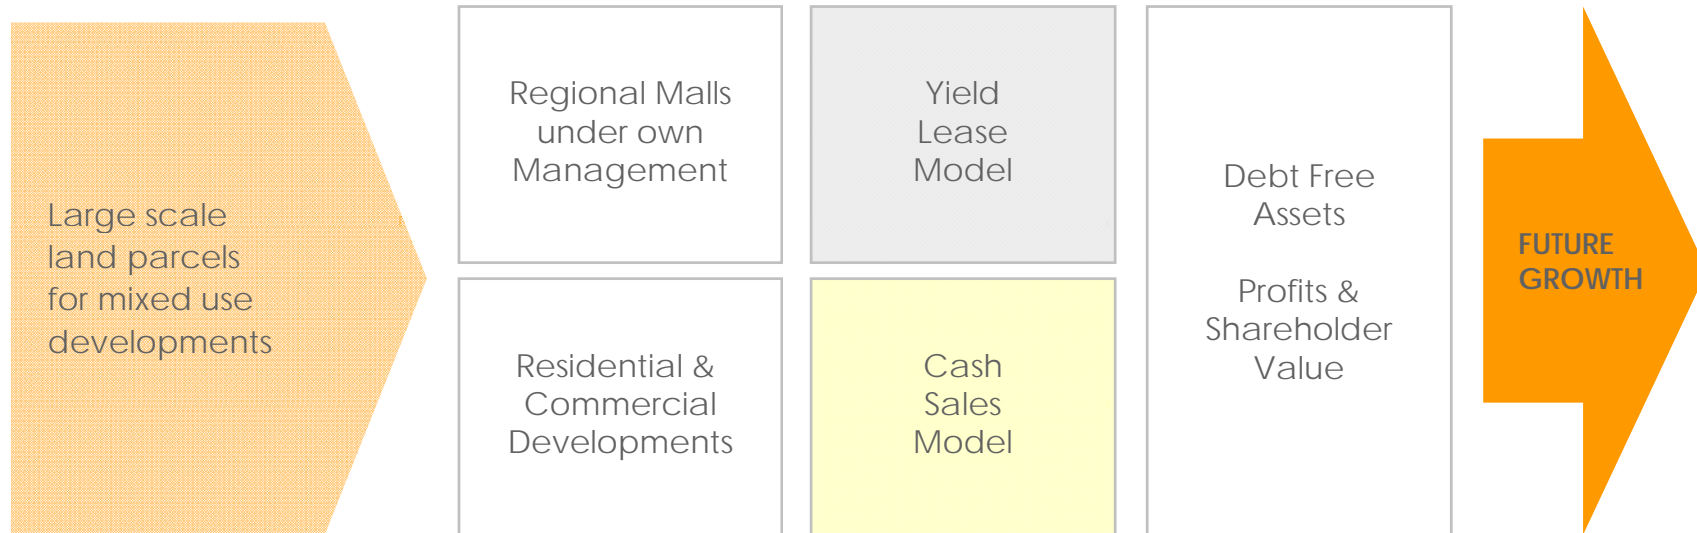 Large scale
land parcels
for mixed use
developments
Regional Malls
under own
Management
Yield
Lease
Model
Residential &
Commercial
Developments
Cash
Sales
Model
Debt Free
Assets
Profits &
Shareholder
Value
FUTURE
GROWTH